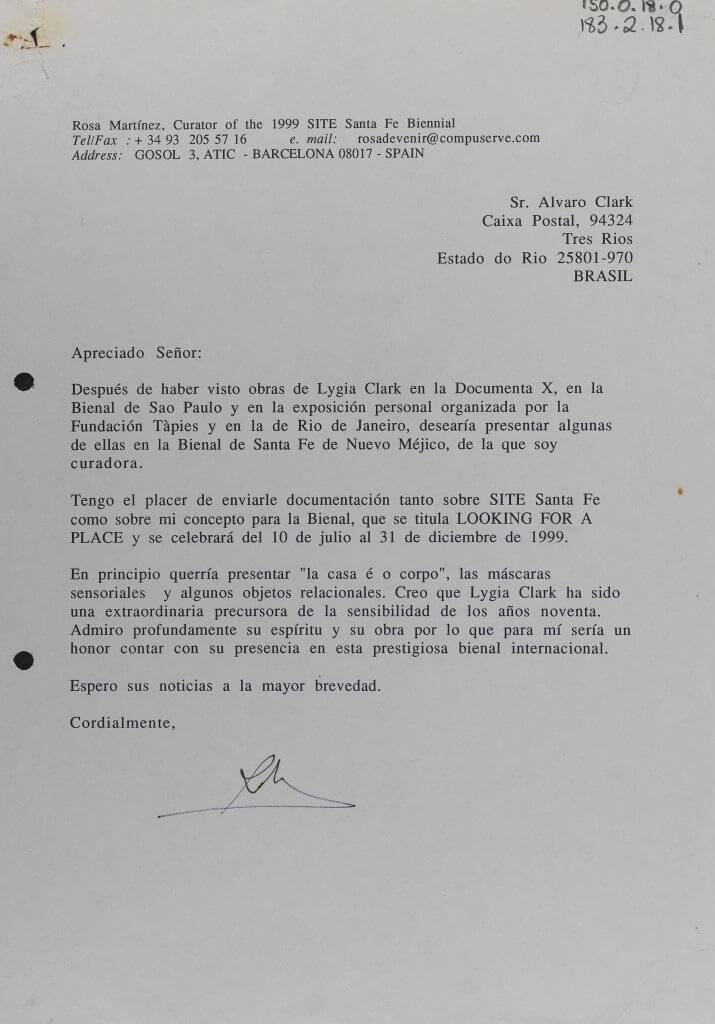 150.0.18.0
183.2.18.1
Rosa Martínez, Curator of the 1999 SITE Santa Fe Biennial
Tel/Fax : + 34 93 205 57 16 e. mail: rosadevenir@compuserve.com
Address: GOSOL 3, ATIC - BARCELONA 08017 - SPAIN
Sr. Alvaro Clark
Caixa Postal, 94324
Tres Rios
Estado do Rio 25801-970
BRASIL
Apreciado Señor:
Después de haber visto obras de Lygia Clark en la Documenta X, en la
Bienal de Sao Paulo y en la exposición personal organizada por la
Fundación Tàpies y en la de Rio de Janeiro, desearía presentar algunas
de ellas en la Bienal de Santa Fe de Nuevo Méjico, de la que soy
curadora.
Tengo el placer de enviarle documentación tanto sobre SITE Santa Fe
como sobre mi concepto para la Bienal, que se titula LOOKING FOR A
PLACE y se celebrará del 10 de julio al 31 de diciembre de 1999.
En principio querría presentar "la casa é o corpo", las máscaras
sensoriales y algunos objetos relacionales. Creo que Lygia Clark ha sido
una extraordinaria precursora de la sensibilidad de los años noventa.
Admiro profundamente su espíritu y su obra por lo que para mí sería un
honor contar con su presencia en esta prestigiosa bienal internacional.
Espero sus noticias a la mayor brevedad.
Cordialmente,